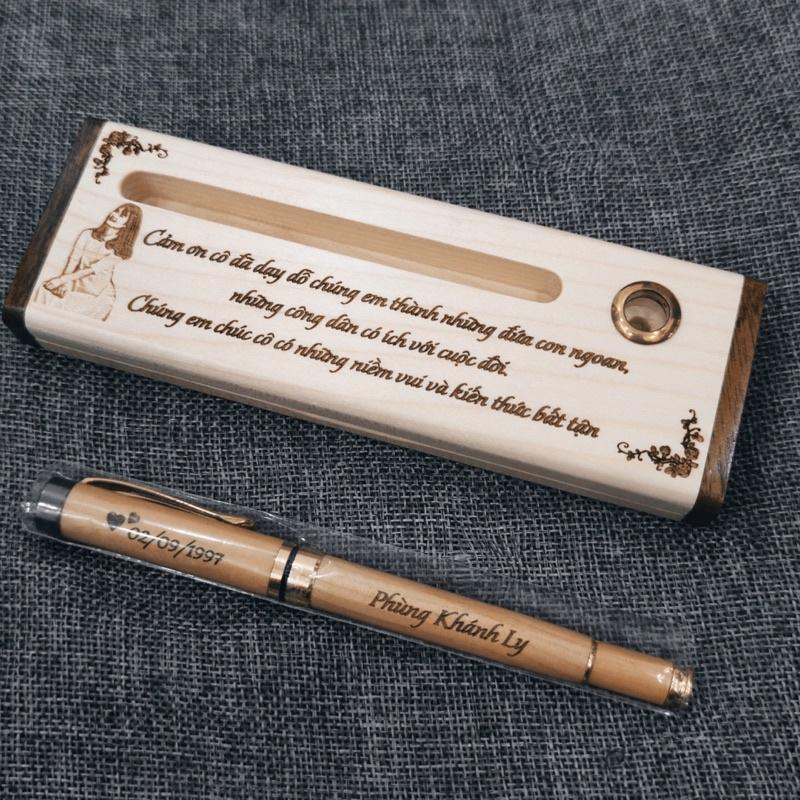 Cảm ơn cô đã dạy dỗ chúng em thành những đứa con ngoan,
những công dân có ích với cuộc đời.
Chúng em chúc cô có những niềm vui và kiến thức bất tận
02/09/1997
Phùng Khánh Ly